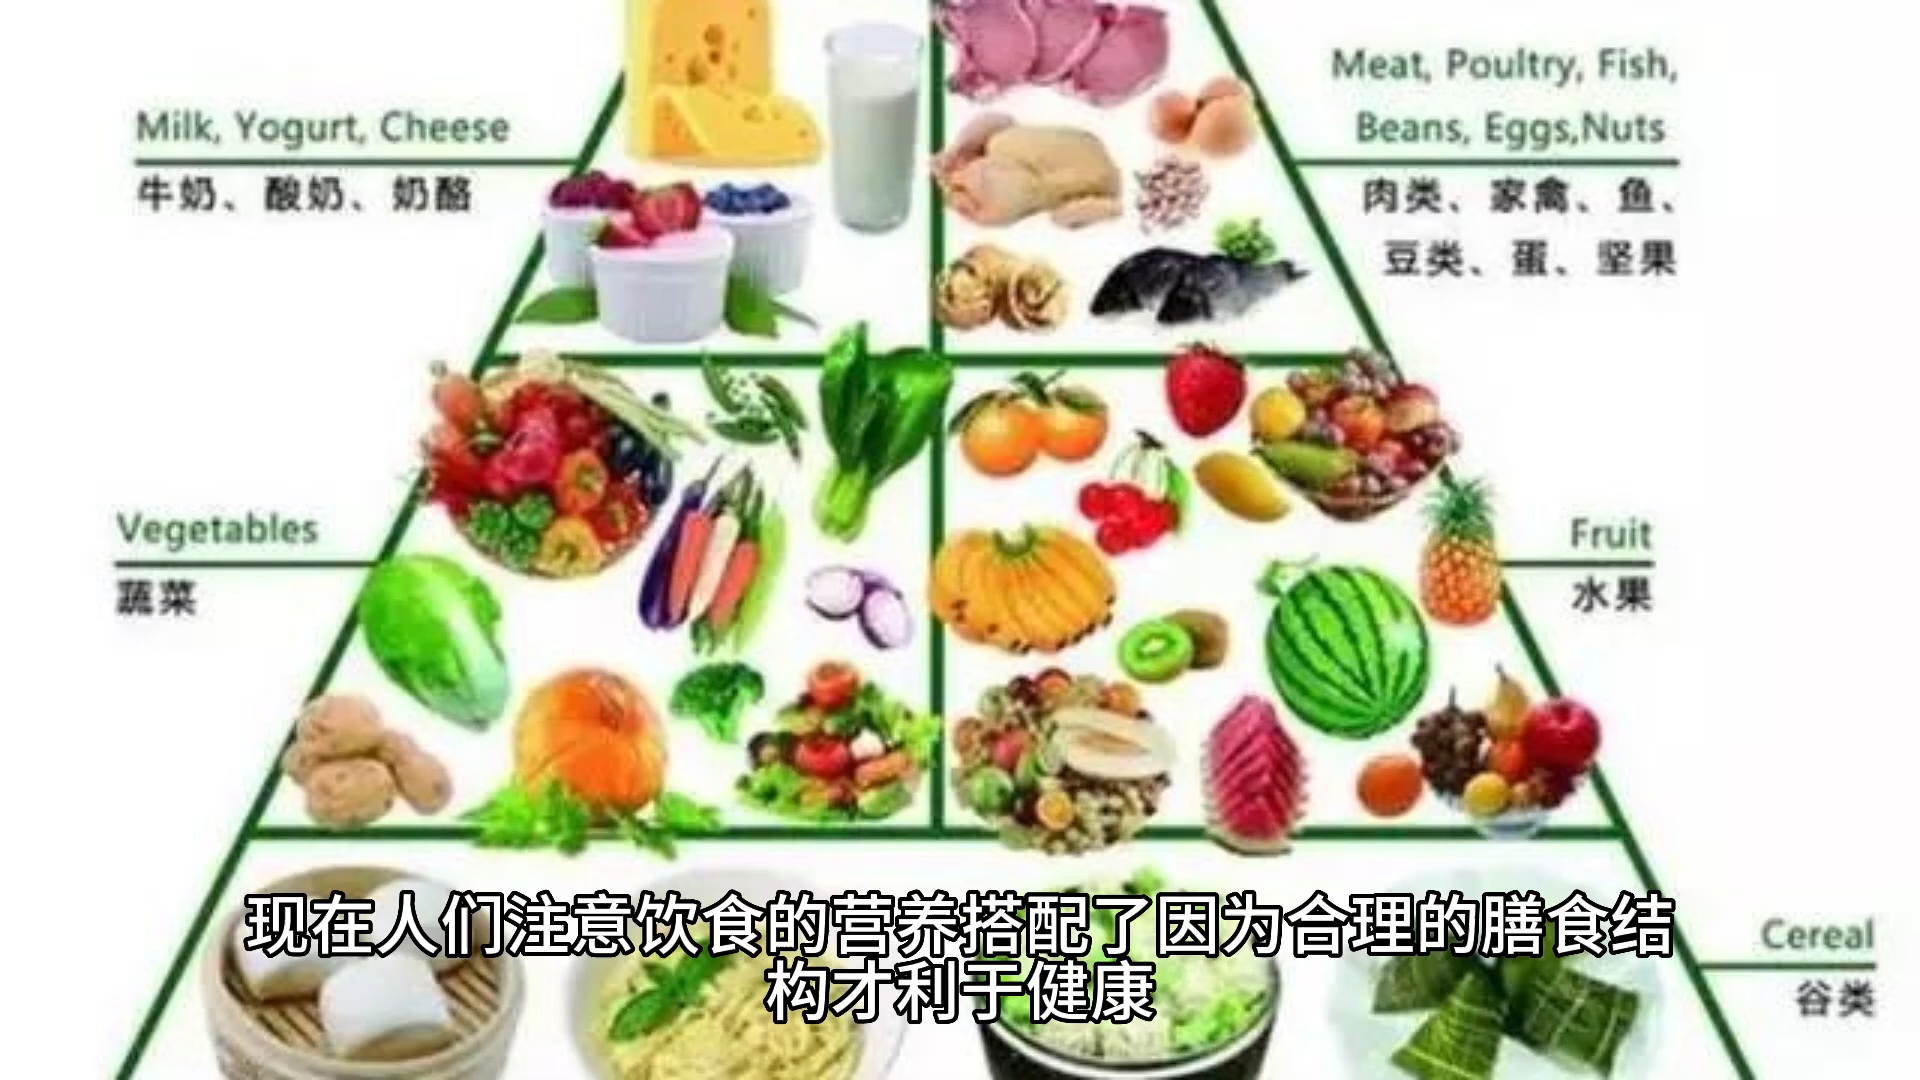 Milk, Yogurt, Cheese
牛奶、酸奶、奶酪
Meat, Poultry, Fish,
Beans, Eggs,Nuts
肉类、家禽、鱼、
豆类、蛋、坚果
Vegetables
蔬菜
Fruit
水果
Cereal
谷类
现在人们注意饮食的营养搭配了因为合理的膳食结
构才利于健康